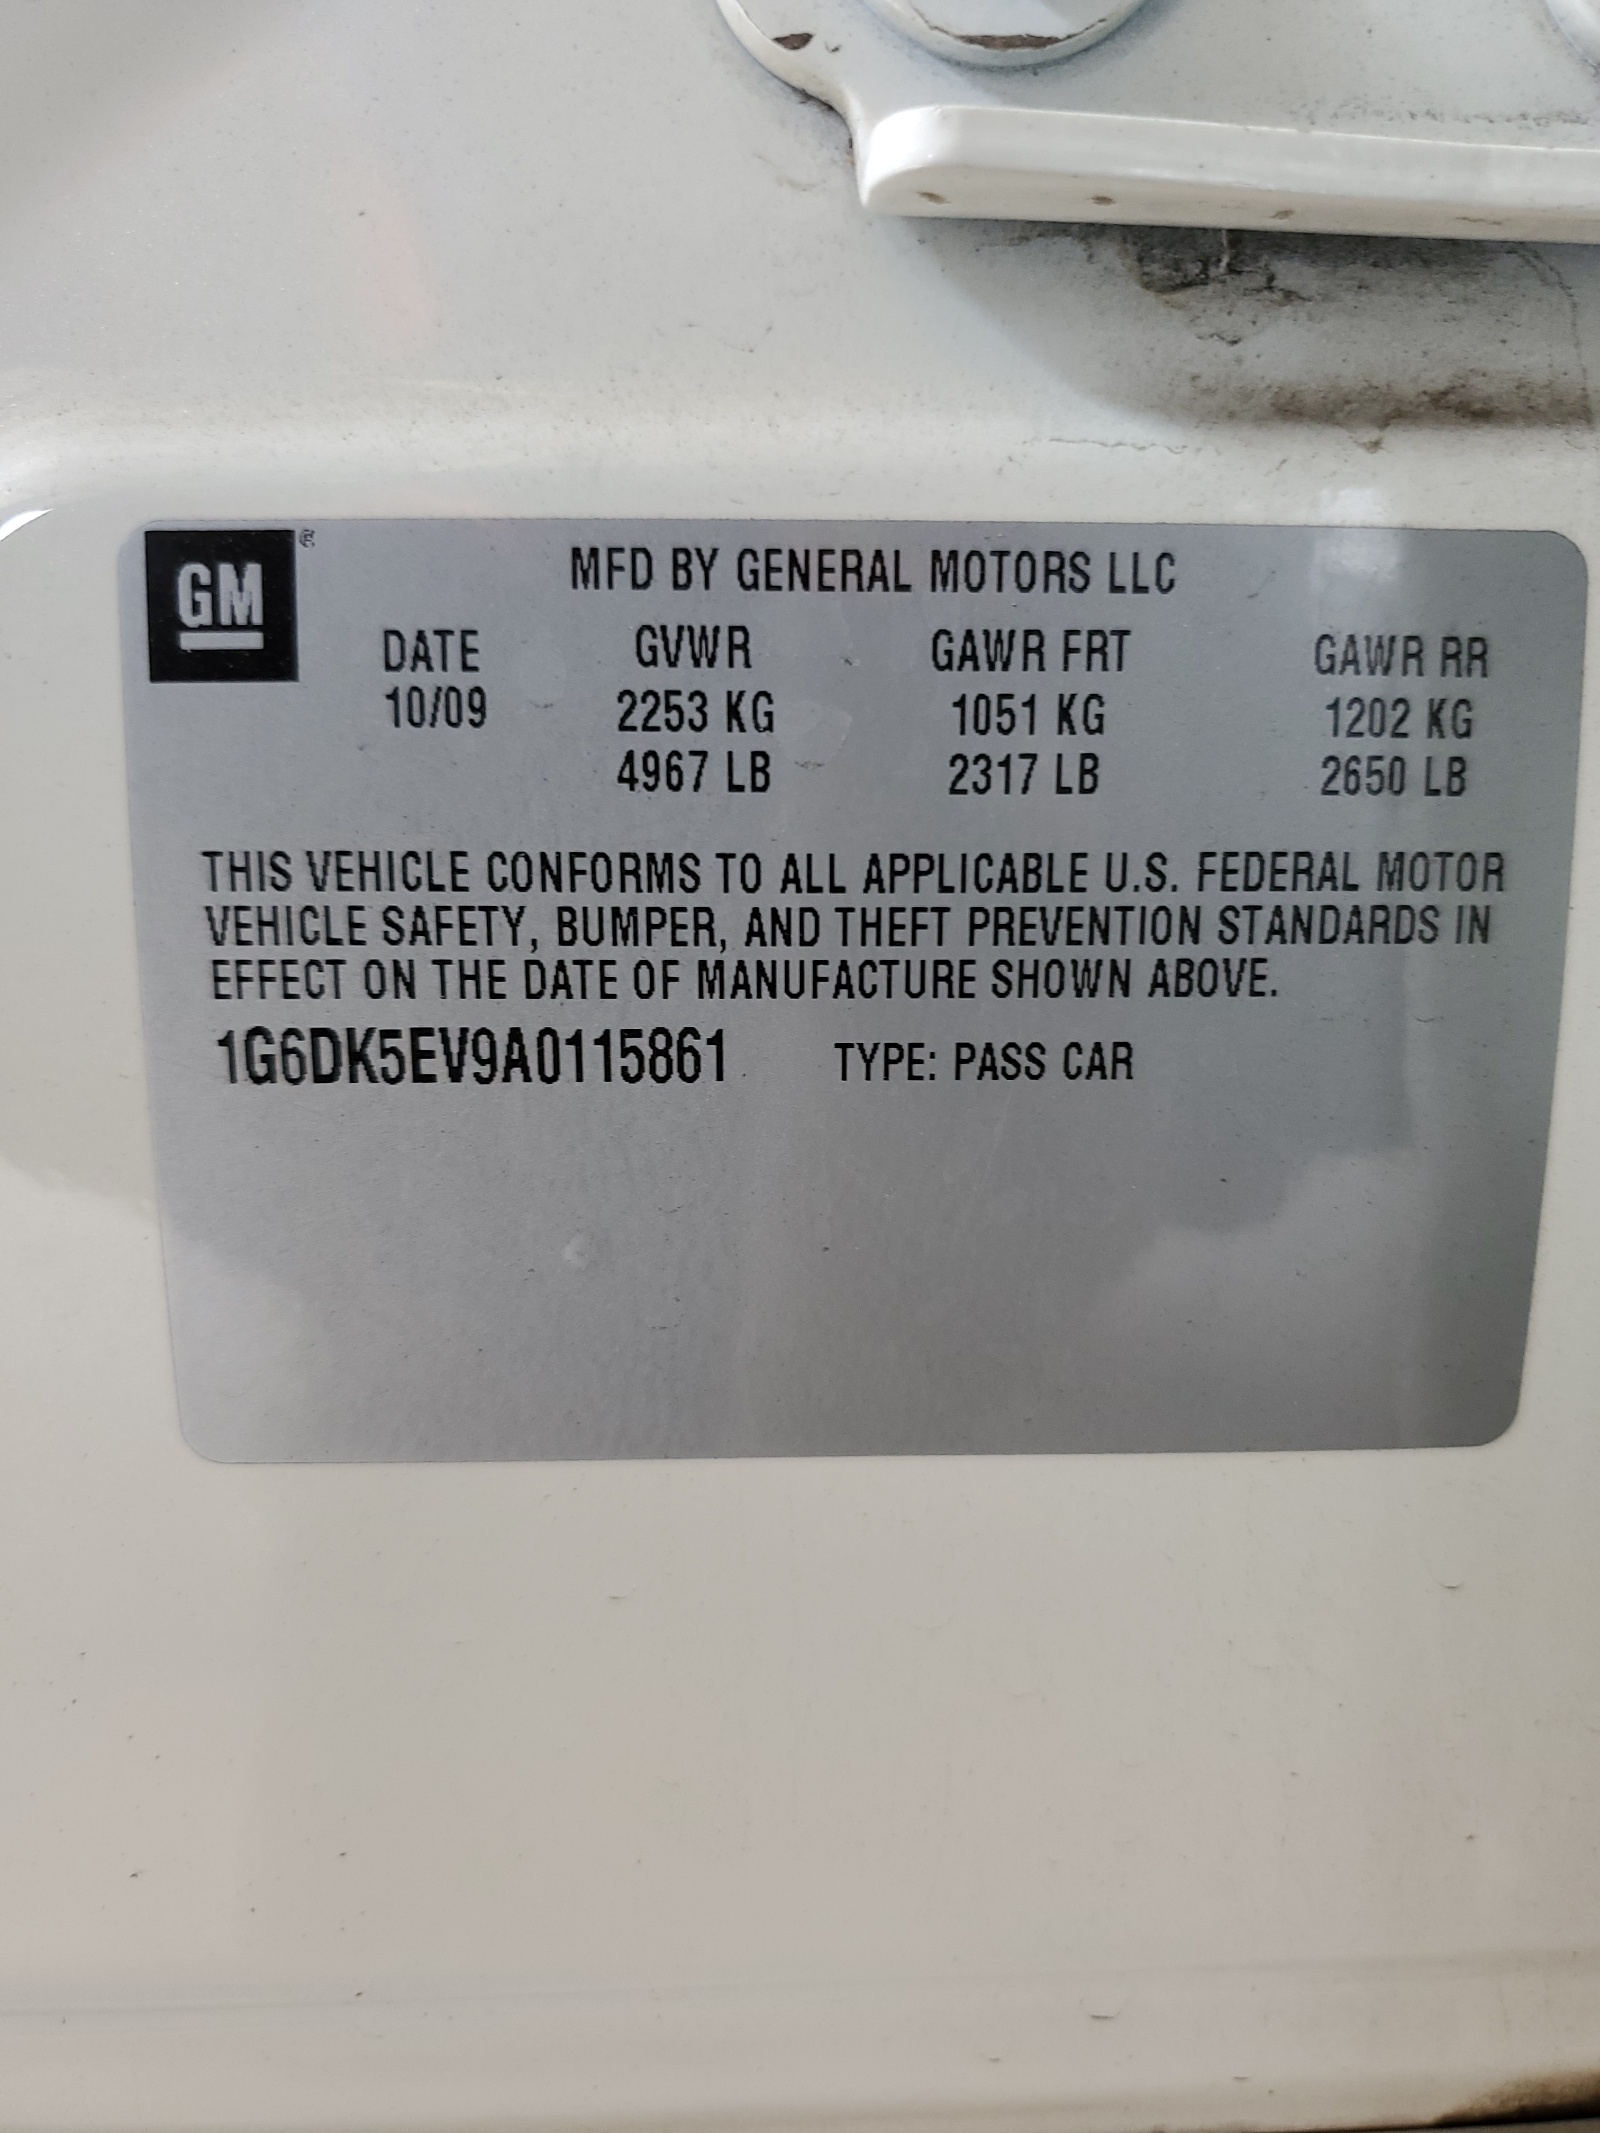 GM®
MFD BY GENERAL MOTORS LLC
DATE GVWR GAWR FRT GAWR RR
10/09 2253 KG 1051 KG 1202 KG
4967 LB 2317 LB 2650 LB
THIS VEHICLE CONFORMS TO ALL APPLICABLE U.S. FEDERAL MOTOR
VEHICLE SAFETY, BUMPER, AND THEFT PREVENTION STANDARDS IN
EFFECT ON THE DATE OF MANUFACTURE SHOWN ABOVE.
1G6DK5EV9A0115861 TYPE: PASS CAR